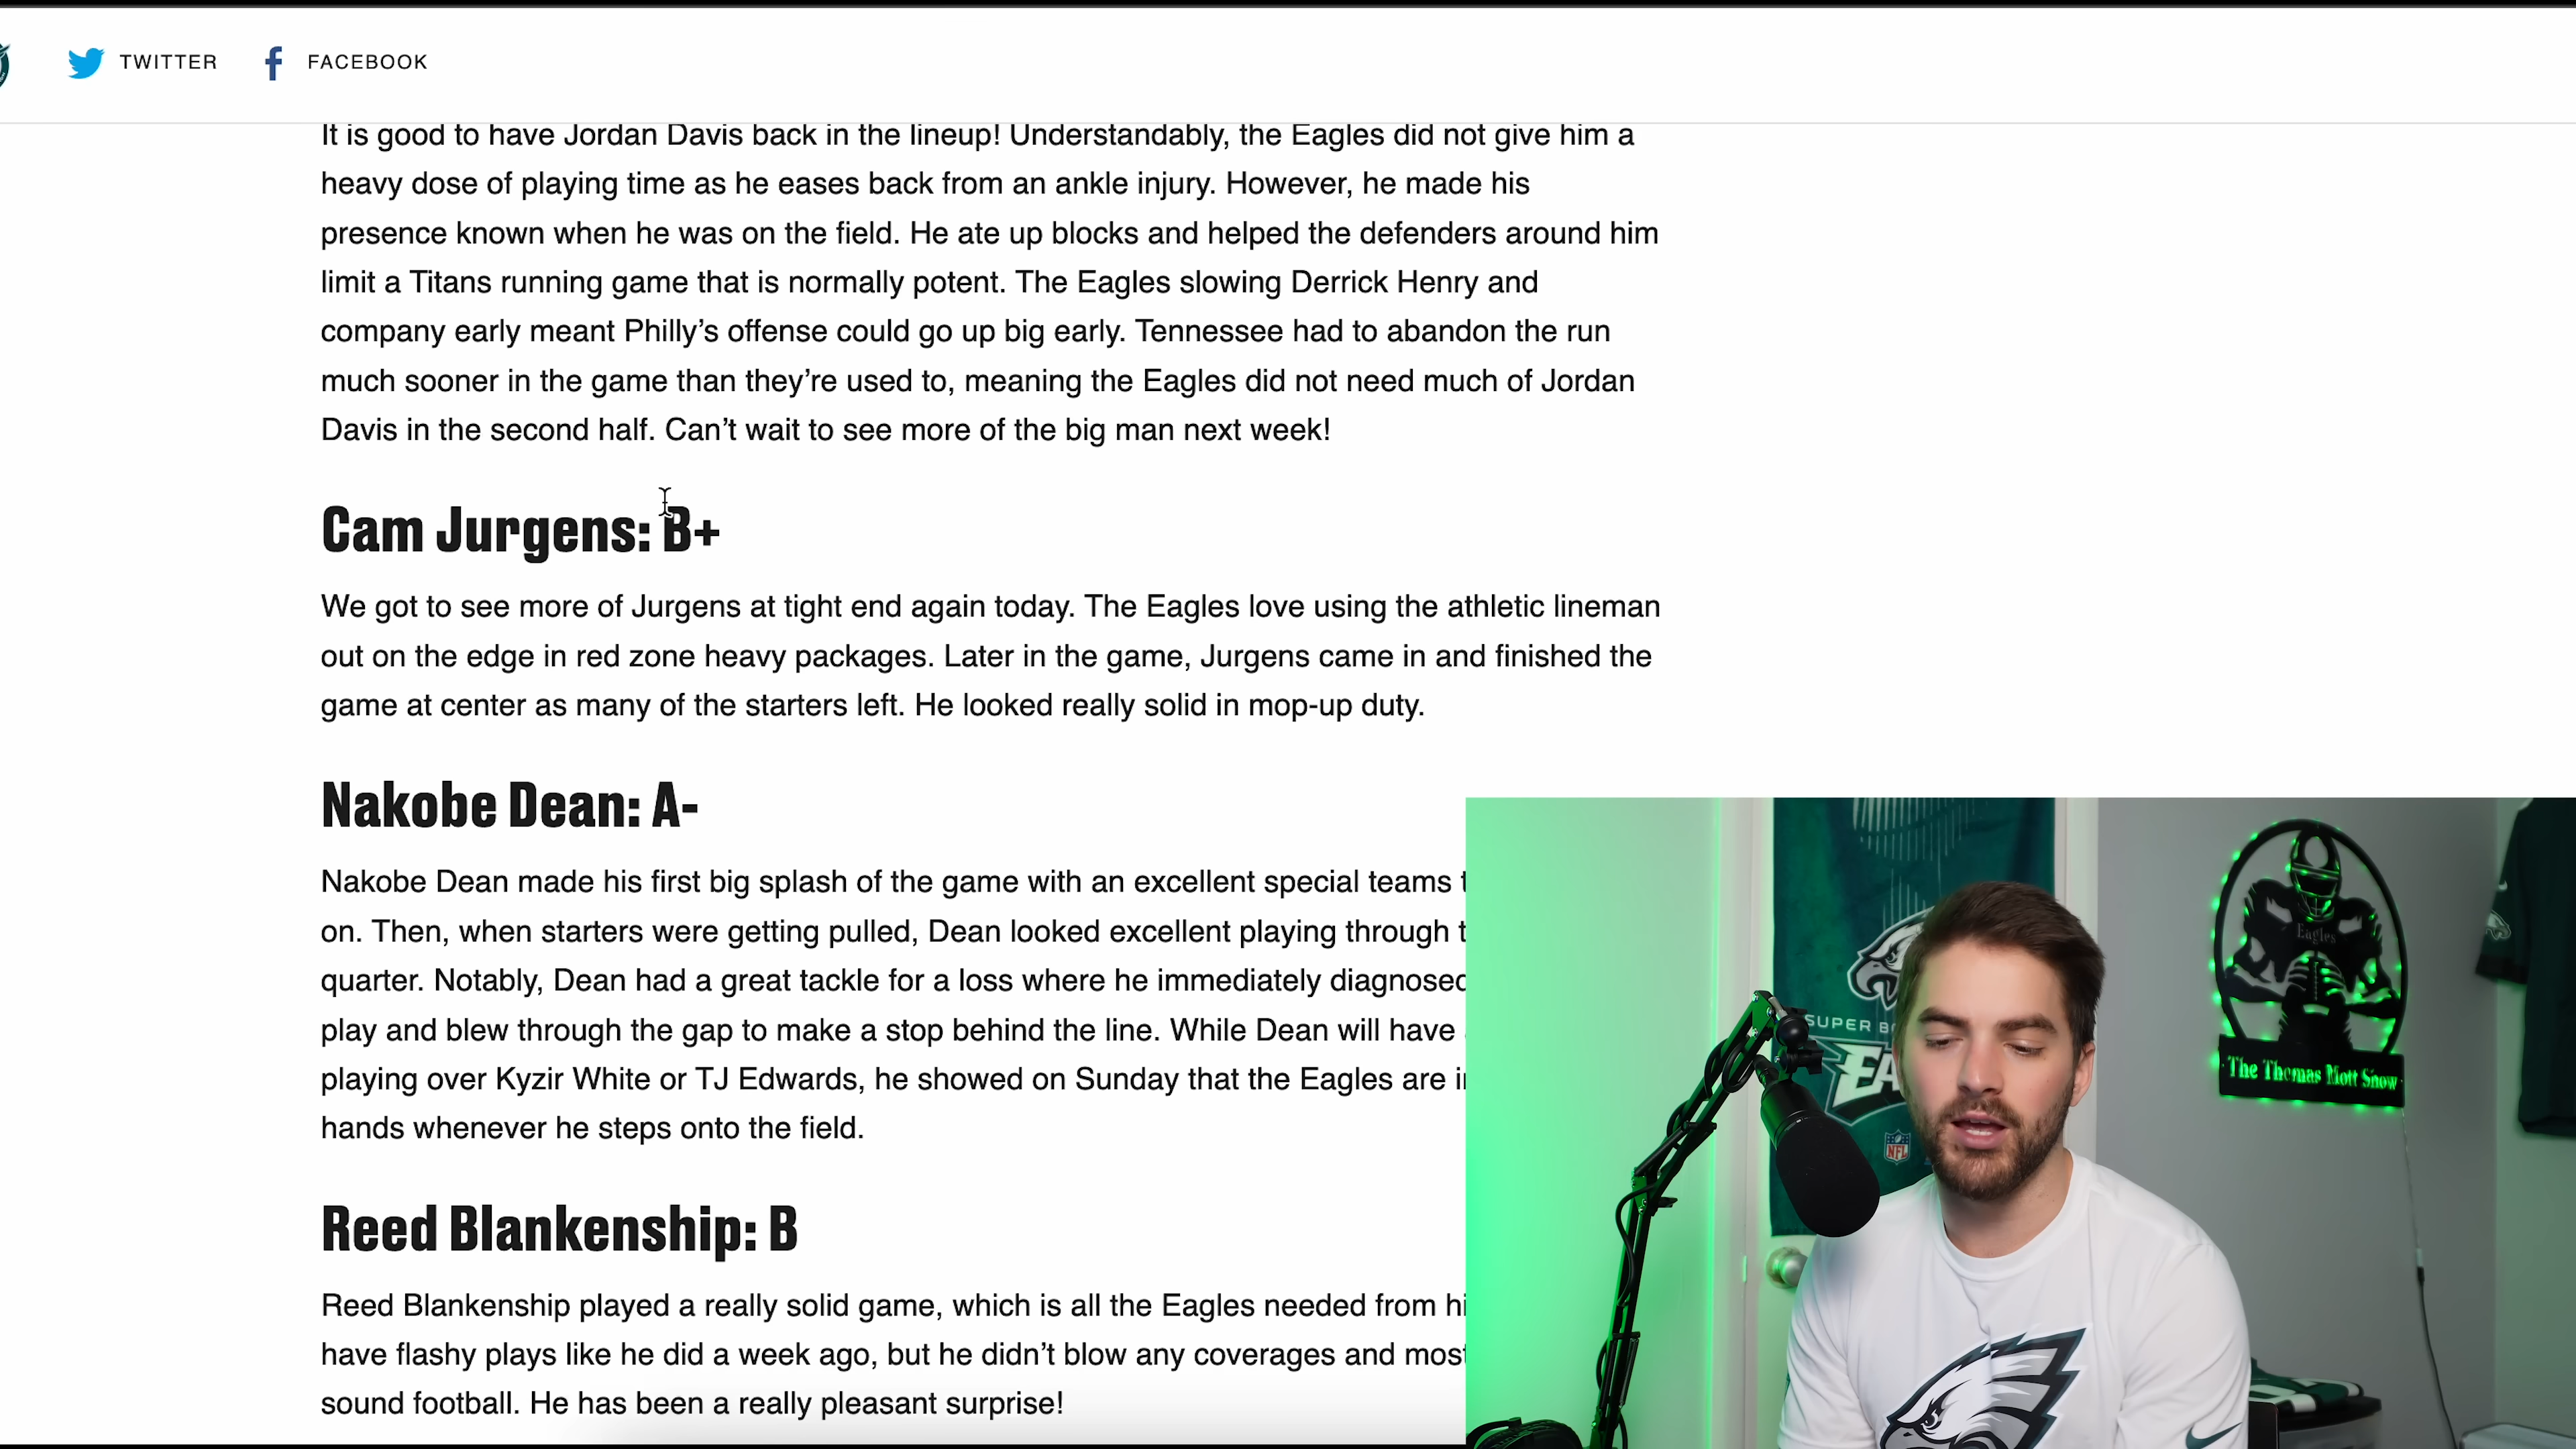 TWITTER
FACEBOOK
It is good to have Jordan Davis back in the lineup! Understandably, the Eagles did not give him a
heavy dose of playing time as he eases back from an ankle injury. However, he made his
presence known when he was on the field. He ate up blocks and helped the defenders around him
limit a Titans running game that is normally potent. The Eagles slowing Derrick Henry and
company early meant Philly’s offense could go up big early. Tennessee had to abandon the run
much sooner in the game than they’re used to, meaning the Eagles did not need much of Jordan
Davis in the second half. Can’t wait to see more of the big man next week!
Cam Jurgens: B+
We got to see more of Jurgens at tight end again today. The Eagles love using the athletic lineman
out on the edge in red zone heavy packages. Later in the game, Jurgens came in and finished the
game at center as many of the starters left. He looked really solid in mop-up duty.
Nakobe Dean: A-
Nakobe Dean made his first big splash of the game with an excellent special teams
on. Then, when starters were getting pulled, Dean looked excellent playing through
quarter. Notably, Dean had a great tackle for a loss where he immediately diagnosed
play and blew through the gap to make a stop behind the line. While Dean will have
playing over Kyzir White or TJ Edwards, he showed on Sunday that the Eagles are
hands whenever he steps onto the field.
Reed Blankenship: B
Reed Blankenship played a really solid game, which is all the Eagles needed from
have flashy plays like he did a week ago, but he didn’t blow any coverages and
sound football. He has been a really pleasant surprise!
SUPER
NFL
Eagles
The Thomas Mott Show